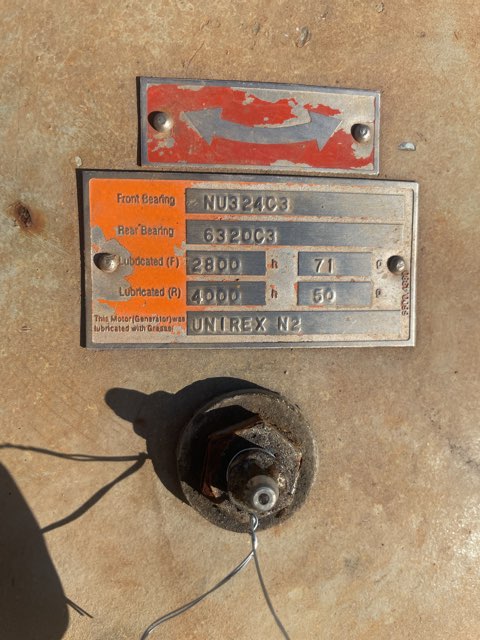 Front Bearing NU324C3
Rear Bearing 6320C3
Lubricated (F) 2800 h 71 g
Lubricated (R) 4000 h 50 g
This Motor(Generator)was
lubricated with Grease UNIREX N2